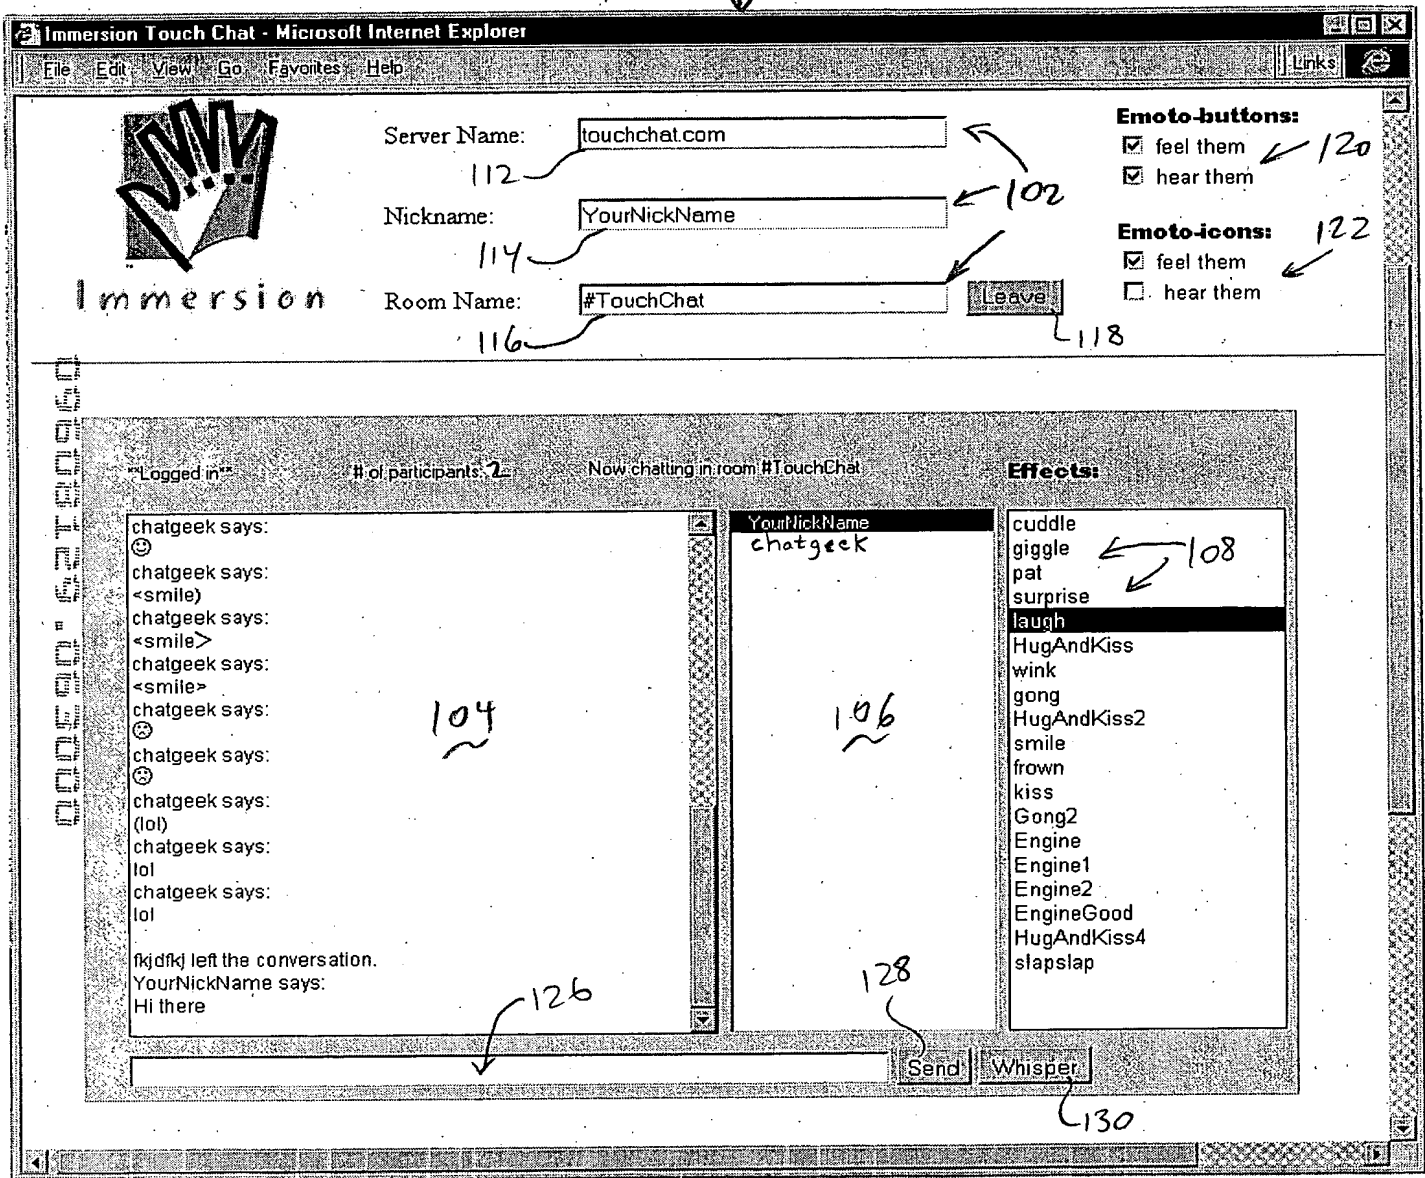 Immersion Touch Chat - Microsoft Internet Explorer
File Edit View Go Favorites Help Links
Server Name: touchchat.com
112
Nickname: YourNickName
114
102
Room Name: #TouchChat Leave
116
118
Immersion
Emoto-buttons:
feel them
hear them
120
Emoto-icons:
122
feel them
hear them
**Logged in** # of participants: 2 Now chatting in room #TouchChat Effects:
chatgeek says:
☺
chatgeek says:
<smile)
chatgeek says:
<smile>
chatgeek says:
<smile>
chatgeek says:
☹
chatgeek says:
☹
chatgeek says:
(lol)
chatgeek says:
lol
chatgeek says:
lol
fkjdfkj left the conversation.
YourNickName says:
Hi there
104
YourNickName
chatgeek
106
cuddle
giggle
pat
surprise
108
laugh
HugAndKiss
wink
gong
HugAndKiss2
smile
frown
kiss
Gong2
Engine
Engine1
Engine2
EngineGood
HugAndKiss4
slapslap
126
128
Send Whisper
130